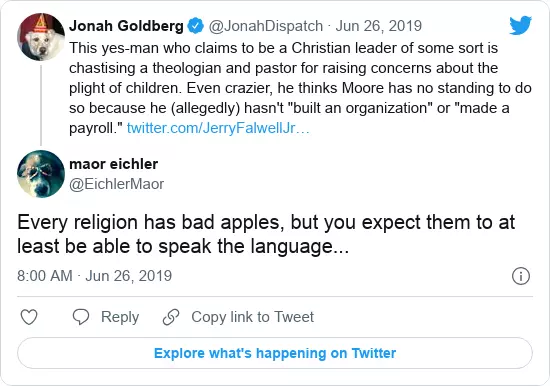 Jonah Goldberg @JonahDispatch · Jun 26, 2019
This yes-man who claims to be a Christian leader of some sort is
chastising a theologian and pastor for raising concerns about the
plight of children. Even crazier, he thinks Moore has no standing to do
so because he (allegedly) hasn't "built an organization" or "made a
payroll." twitter.com/JerryFalwellJr…
maor eichler
@EichlerMaor
Every religion has bad apples, but you expect them to at
least be able to speak the language...
8:00 AM · Jun 26, 2019
Reply Copy link to Tweet
Explore what's happening on Twitter